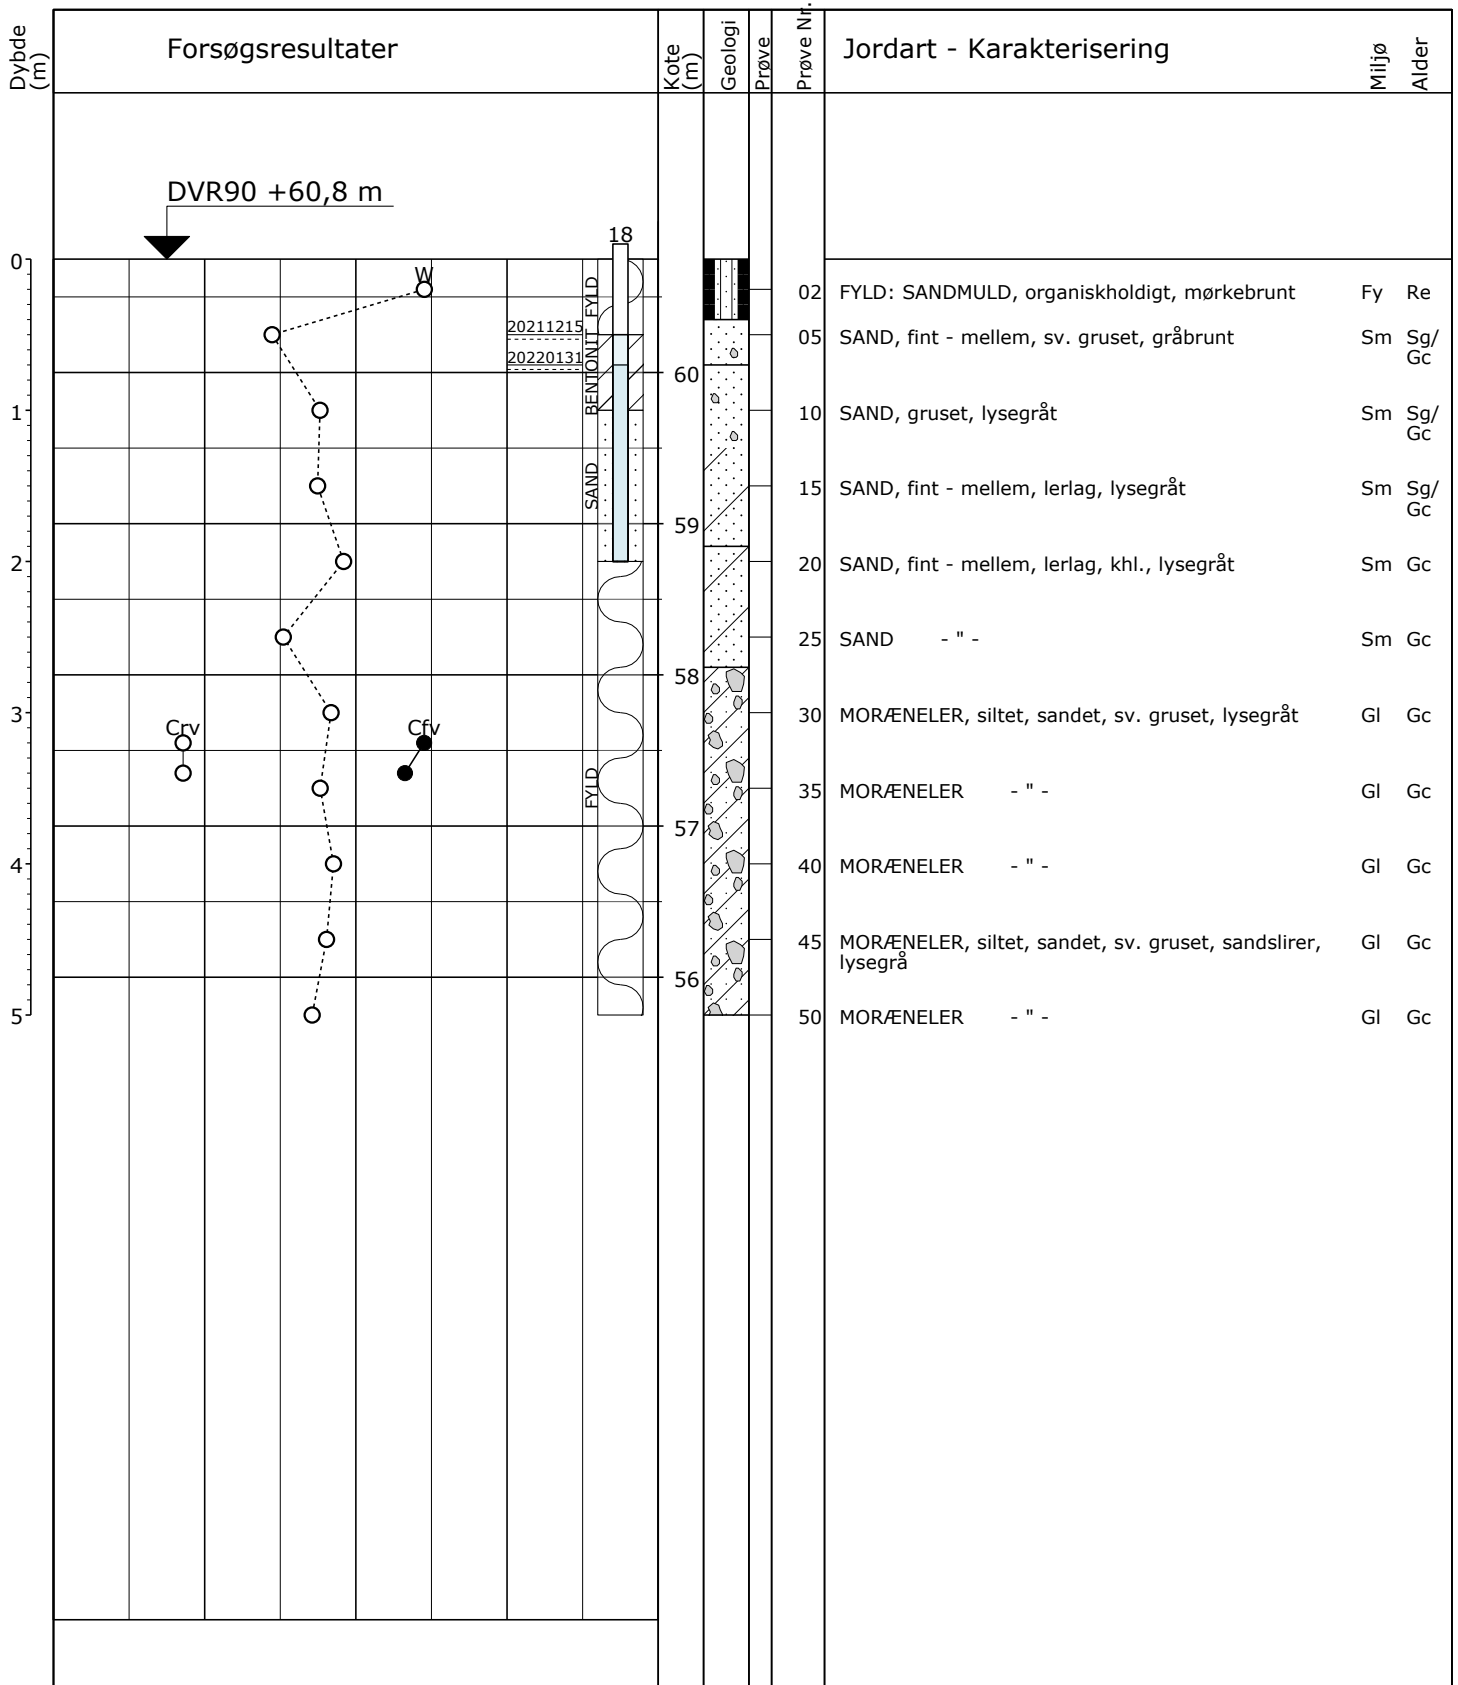 Dybde
(m)
Forsøgsresultater
Kote
(m)
Geologi
Prøve
Prøve Nr.
Jordart - Karakterisering
Miljø
Alder
DVR90 +60,8 m
18
0
W
FYLD
02 FYLD: SANDMULD, organiskholdigt, mørkebrunt Fy Re
20211215
05 SAND, fint - mellem, sv. gruset, gråbrunt Sm Sg/
Gc
20220131
BENTONIT
60
1
10 SAND, gruset, lysegråt Sm Sg/
Gc
SAND
15 SAND, fint - mellem, lerlag, lysegråt Sm Sg/
Gc
59
2
20 SAND, fint - mellem, lerlag, khl., lysegråt Sm Gc
25 SAND - " - Sm Gc
58
3
30 MORÆNELER, siltet, sandet, sv. gruset, lysegråt Gl Gc
Crv
Cfv
FYLD
35 MORÆNELER - " - Gl Gc
57
4
40 MORÆNELER - " - Gl Gc
45 MORÆNELER, siltet, sandet, sv. gruset, sandslirer, Gl Gc
lysegrå
56
5
50 MORÆNELER - " - Gl Gc